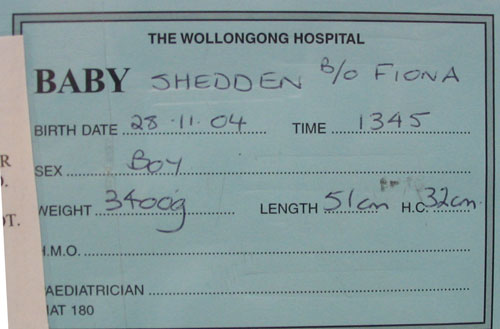 THE WOLLONGONG HOSPITAL
BABY SHEDDEN B/O FIONA
BIRTH DATE 28.11.04 TIME 1345
R
SEX Boy
WEIGHT 3400g LENGTH 51cm H.C. 32cm
OT.
H.M.O.
PAEDIATRICIAN
MAT 180